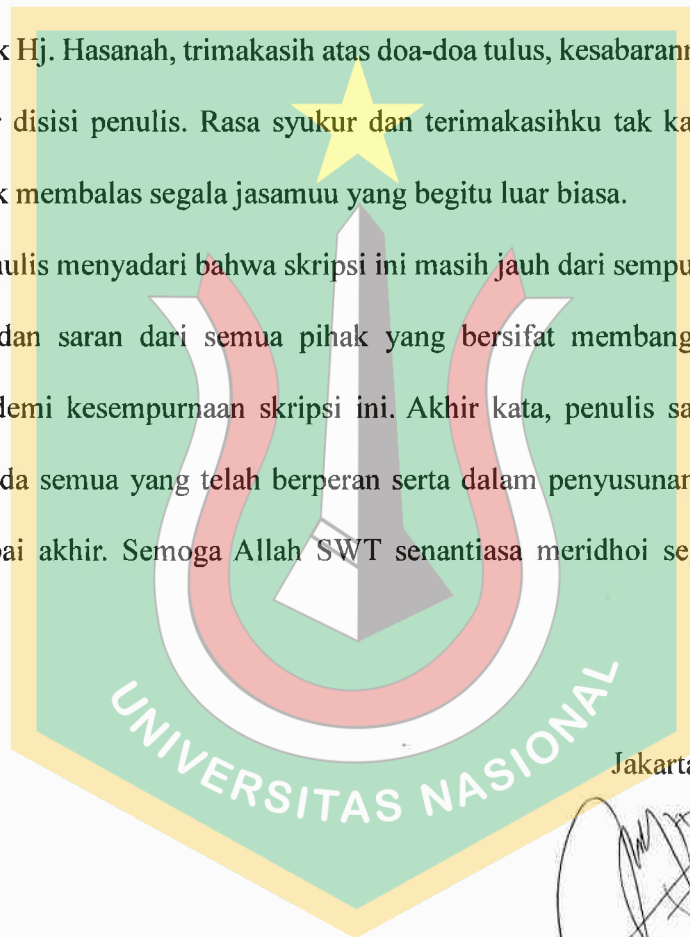 k Hj. Hasanah, trimakasih atas doa-doa tulus, kesabarann
disisi penulis. Rasa syukur dan terimakasihku tak ka
k membalas segala jasamuu yang begitu luar biasa.
ulis menyadari bahwa skripsi ini masih jauh dari sempu
dan saran dari semua pihak yang bersifat membang
demi kesempurnaan skripsi ini. Akhir kata, penulis sa
da semua yang telah berperan serta dalam penyusunan
ai akhir. Semoga Allah SWT senantiasa meridhoi se
UNIVERSITAS NASIONAL
Jakarta